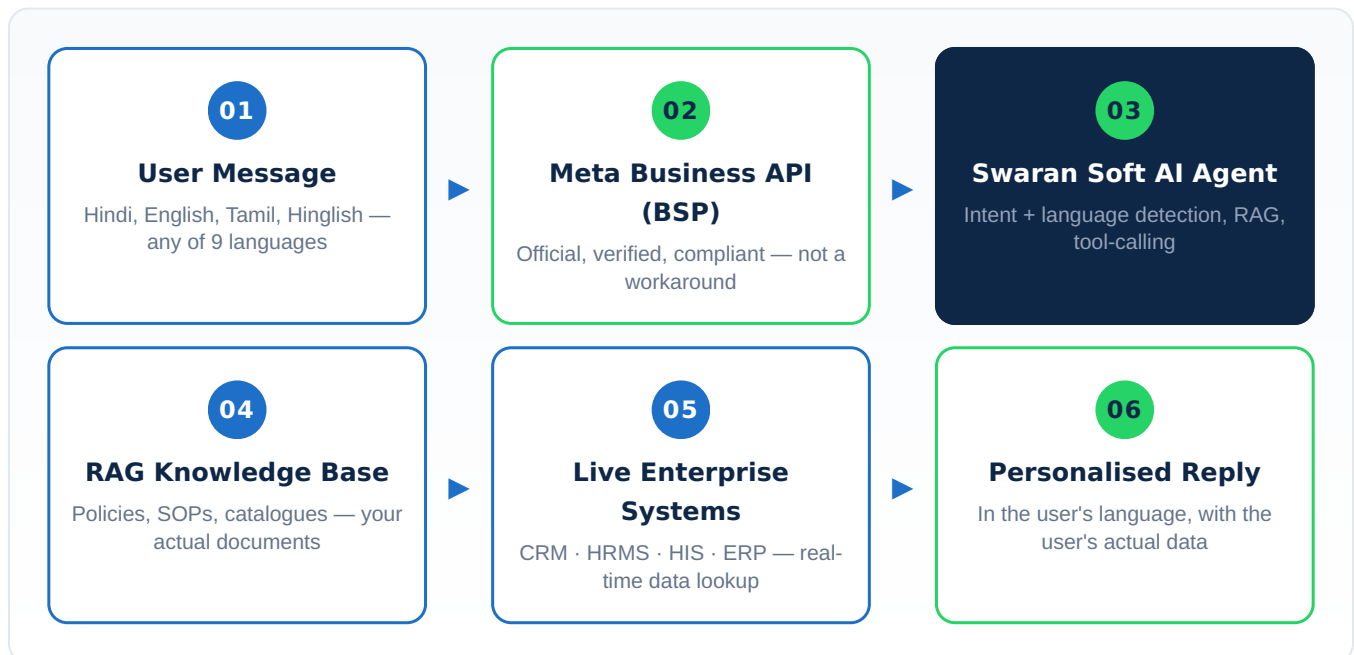 01
User Message
Hindi, English, Tamil, Hinglish —
any of 9 languages
02
Meta Business API
(BSP)
Official, verified, compliant — not a
workaround
03
Swaran Soft AI Agent
Intent + language detection, RAG,
tool-calling
04
RAG Knowledge Base
Policies, SOPs, catalogues — your
actual documents
05
Live Enterprise
Systems
CRM · HRMS · HIS · ERP — real-
time data lookup
06
Personalised Reply
In the user's language, with the
user's actual data